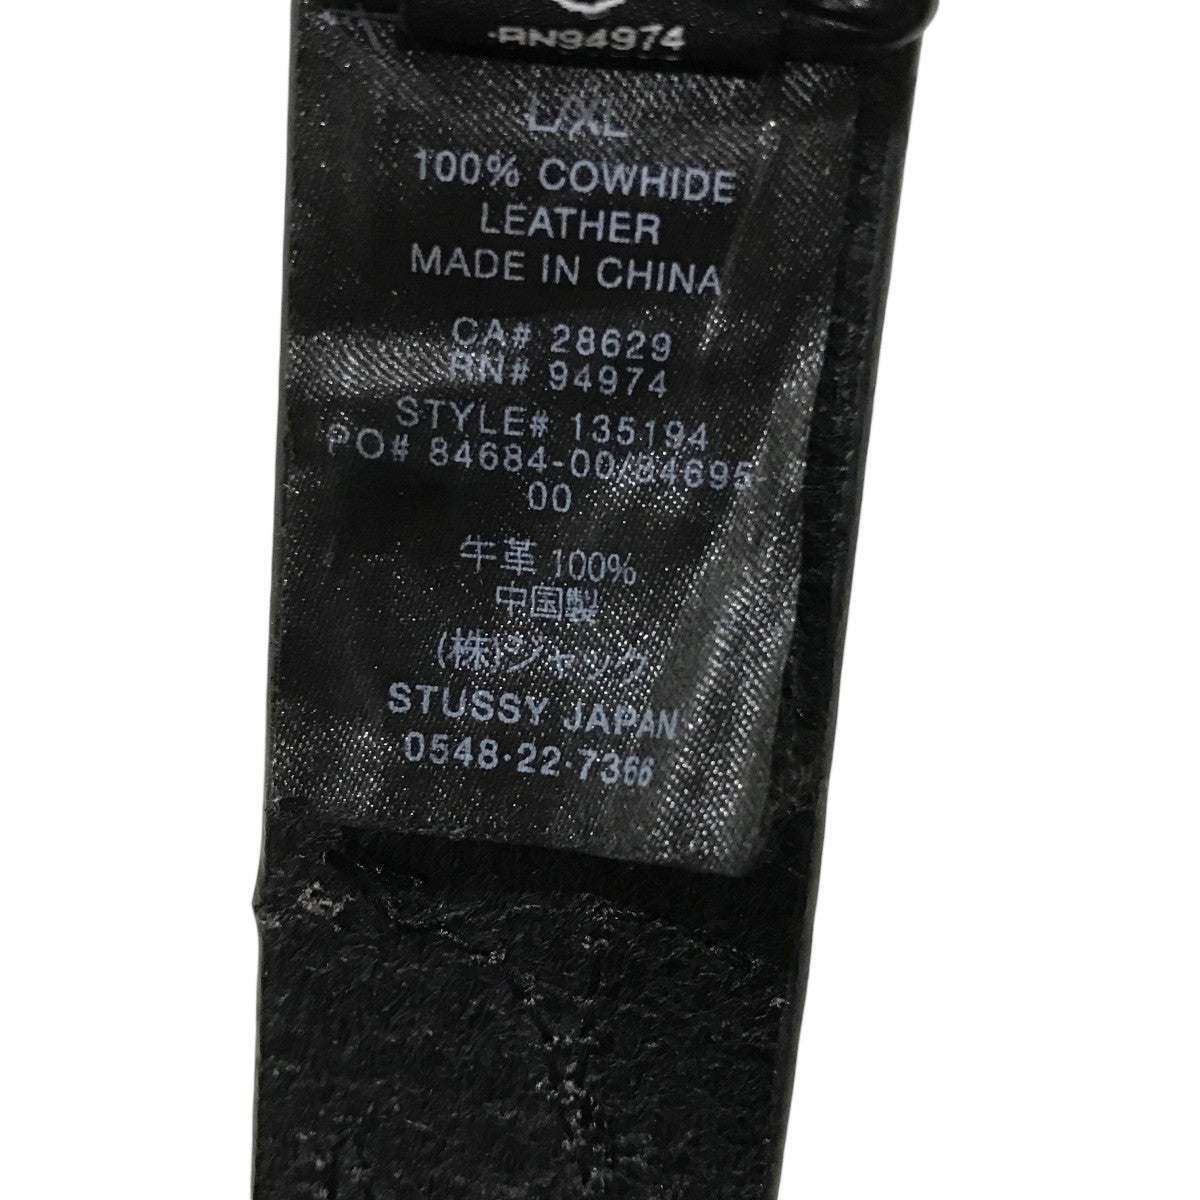 RN94974
L/XL
100% COWHIDE
LEATHER
MADE IN CHINA
CA# 28629
RN# 94974
STYLE# 135194
PO# 84684-00/84695-
00
牛革 100%
中国製
(株)ジャック
STUSSY JAPAN
0548·22·7366